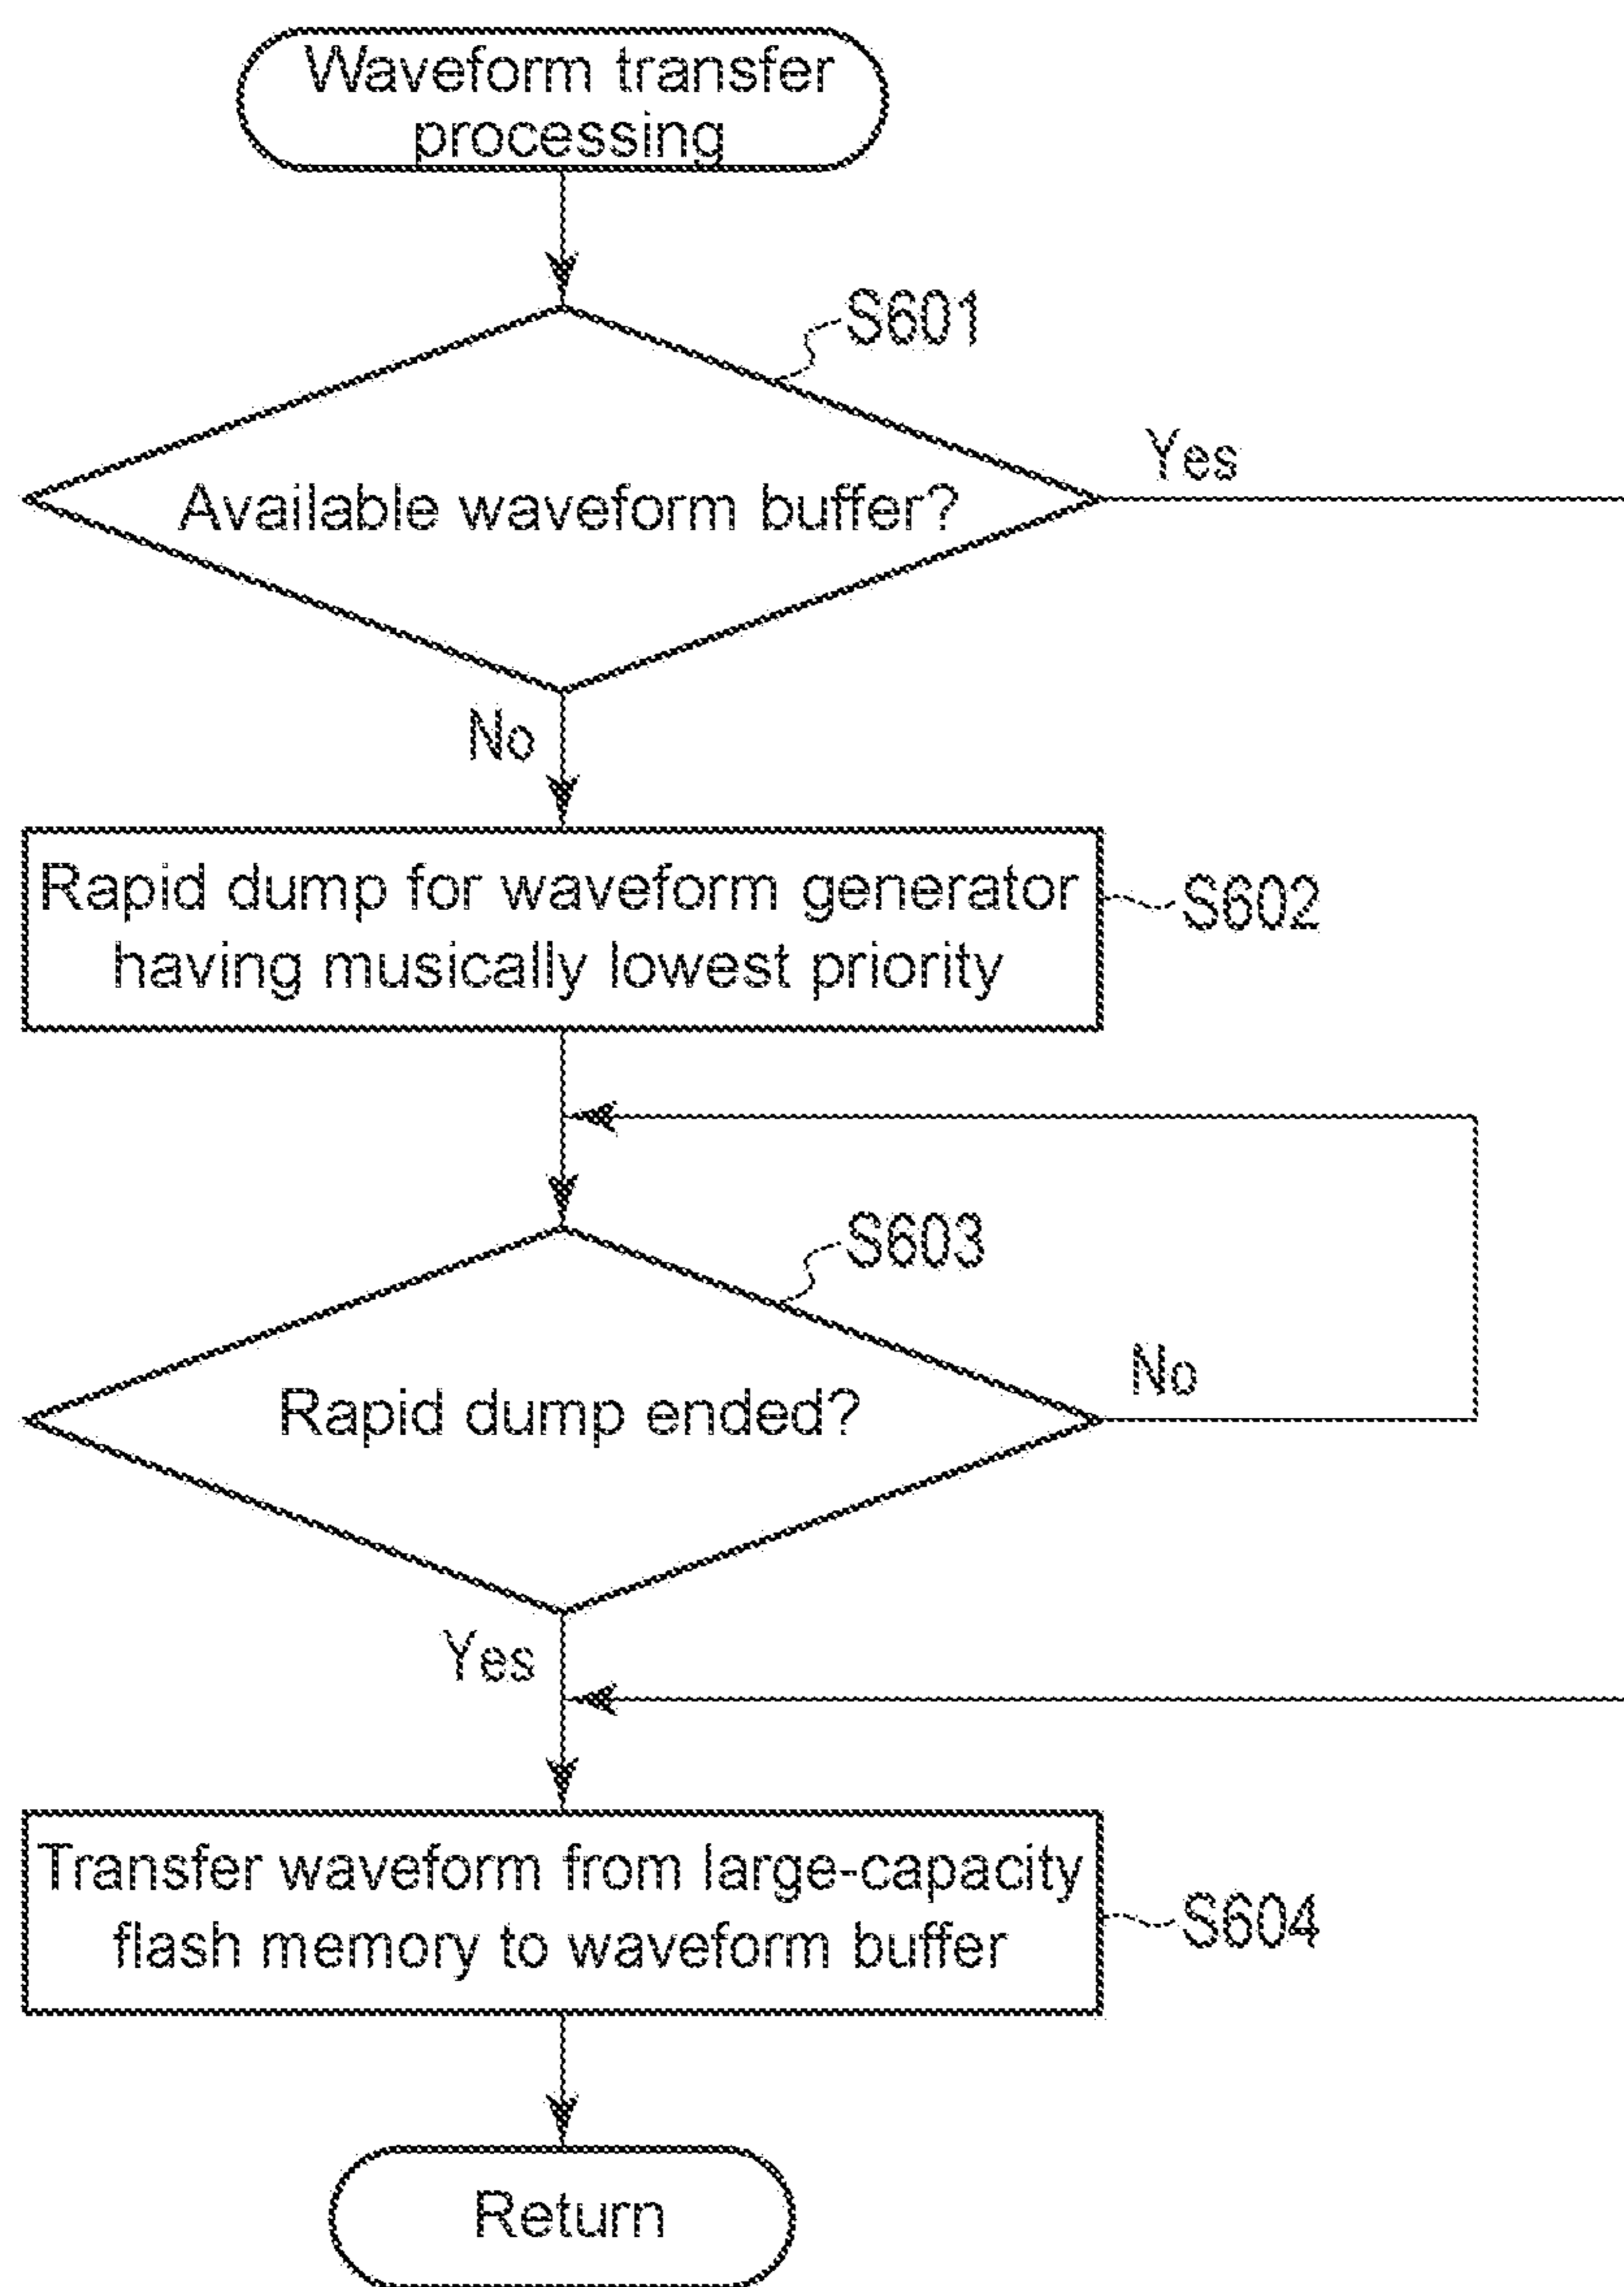 Waveform transfer
processing
S601
Available waveform buffer?
Yes
No
Rapid dump for waveform generator
having musically lowest priority
S602
S603
Rapid dump ended?
No
Yes
Transfer waveform from large-capacity
flash memory to waveform buffer
S604
Return